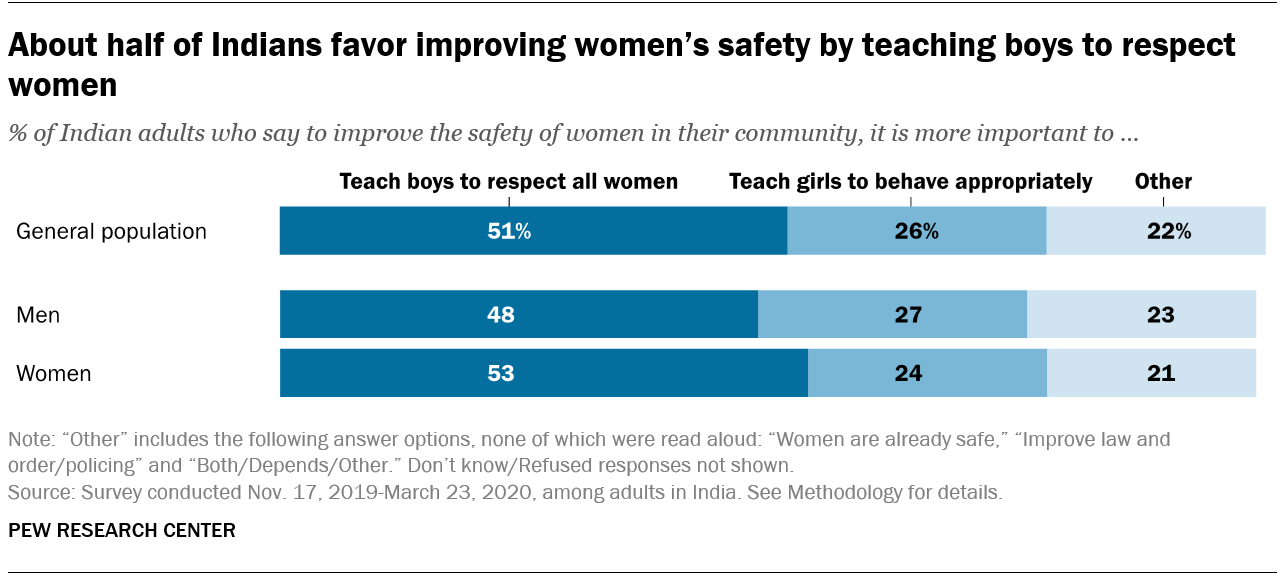 About half of Indians favor improving women’s safety by teaching boys to respect
women
% of Indian adults who say to improve the safety of women in their community, it is more important to ...
Teach boys to respect all women Teach girls to behave appropriately Other
General population 51% 26% 22%
Men 48 27 23
Women 53 24 21
Note: “Other” includes the following answer options, none of which were read aloud: “Women are already safe,” “Improve law and
order/policing” and “Both/Depends/Other.” Don’t know/Refused responses not shown.
Source: Survey conducted Nov. 17, 2019-March 23, 2020, among adults in India. See Methodology for details.
PEW RESEARCH CENTER